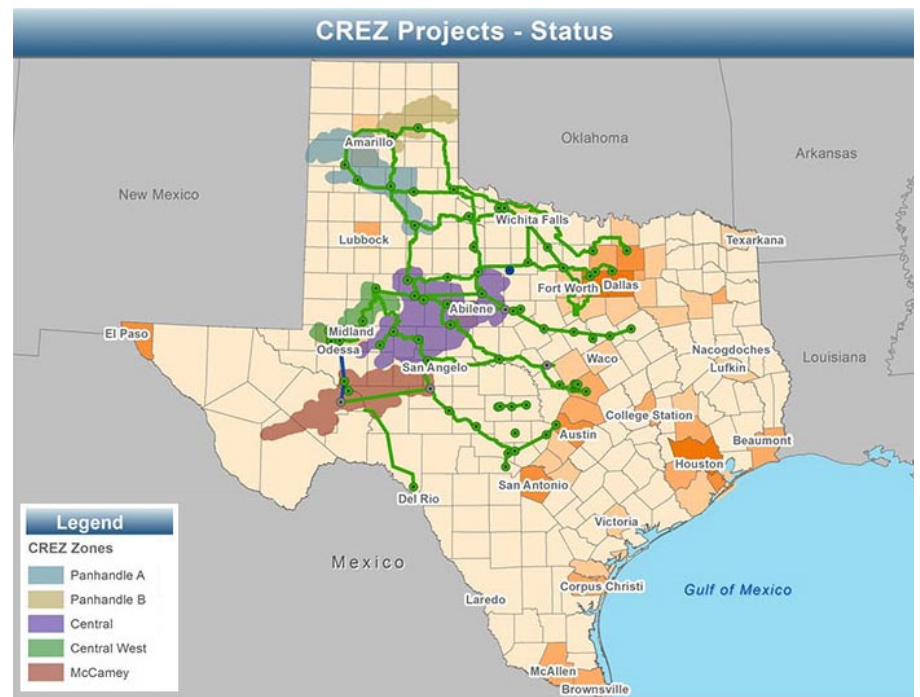 CREZ Projects - Status
Oklahoma
Amarillo
Arkansas
New Mexico
Wichita Falls
Lubbock
Texarkana
Fort Worth
Dallas
Abilene
El Paso
Midland
Odessa
Waco
Nacogdoches
Louisiana
San Angelo
Lufkin
College Station
Austin
Beaumont
Houston
San Antonio
Del Rio
Victoria
Mexico
Corpus Christi
Gulf of Mexico
Laredo
McAllen
Brownsville
Legend
CREZ Zones
Panhandle A
Panhandle B
Central
Central West
McCamey